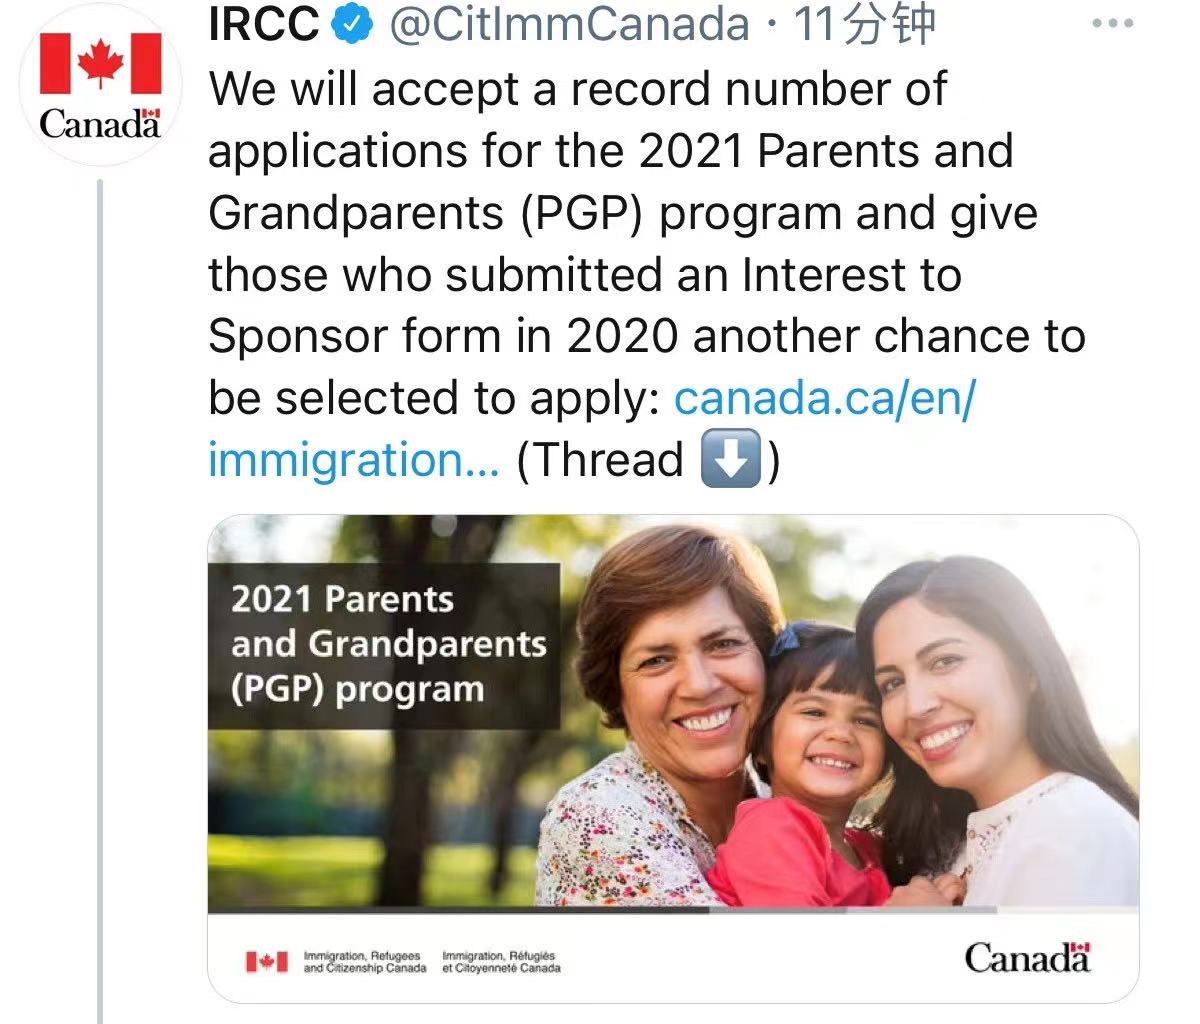 Canada
IRCC @CitImmCanada · 11分钟
We will accept a record number of
applications for the 2021 Parents and
Grandparents (PGP) program and give
those who submitted an Interest to
Sponsor form in 2020 another chance to
be selected to apply: canada.ca/en/
immigration... (Thread ⬇️)
2021 Parents
and Grandparents
(PGP) program
Immigration, Refugees
and Citizenship Canada
Immigration, Réfugiés
et Citoyenneté Canada
Canada